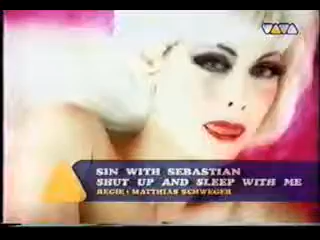 VIVA
SIN WITH SEBASTIAN
SHUT UP AND SLEEP WITH ME
REGIE: MATTHIAS SCHWEGER